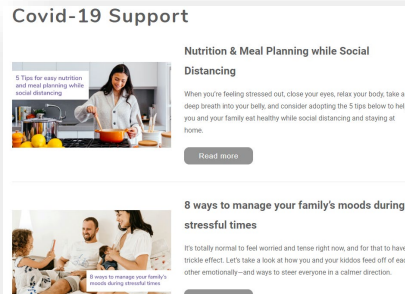 Covid-19 Support
5 Tips for easy nutrition
and meal planning while
social distancing
Nutrition & Meal Planning while Social
Distancing
When you're feeling stressed out, close your eyes, relax your body, take a
deep breath into your belly, and consider adopting the 5 tips below to
you and your family eat healthy while social distancing and staying at
home.
Read more
8 ways to manage your family's
moods during stressful times
8 ways to manage your family's moods during
stressful times
It's totally normal to feel worried and tense right now, and for that to have
trickle effect. Let's take a look at how you and your kiddos feed off of
other emotionally—and ways to steer everyone in a calmer direction.